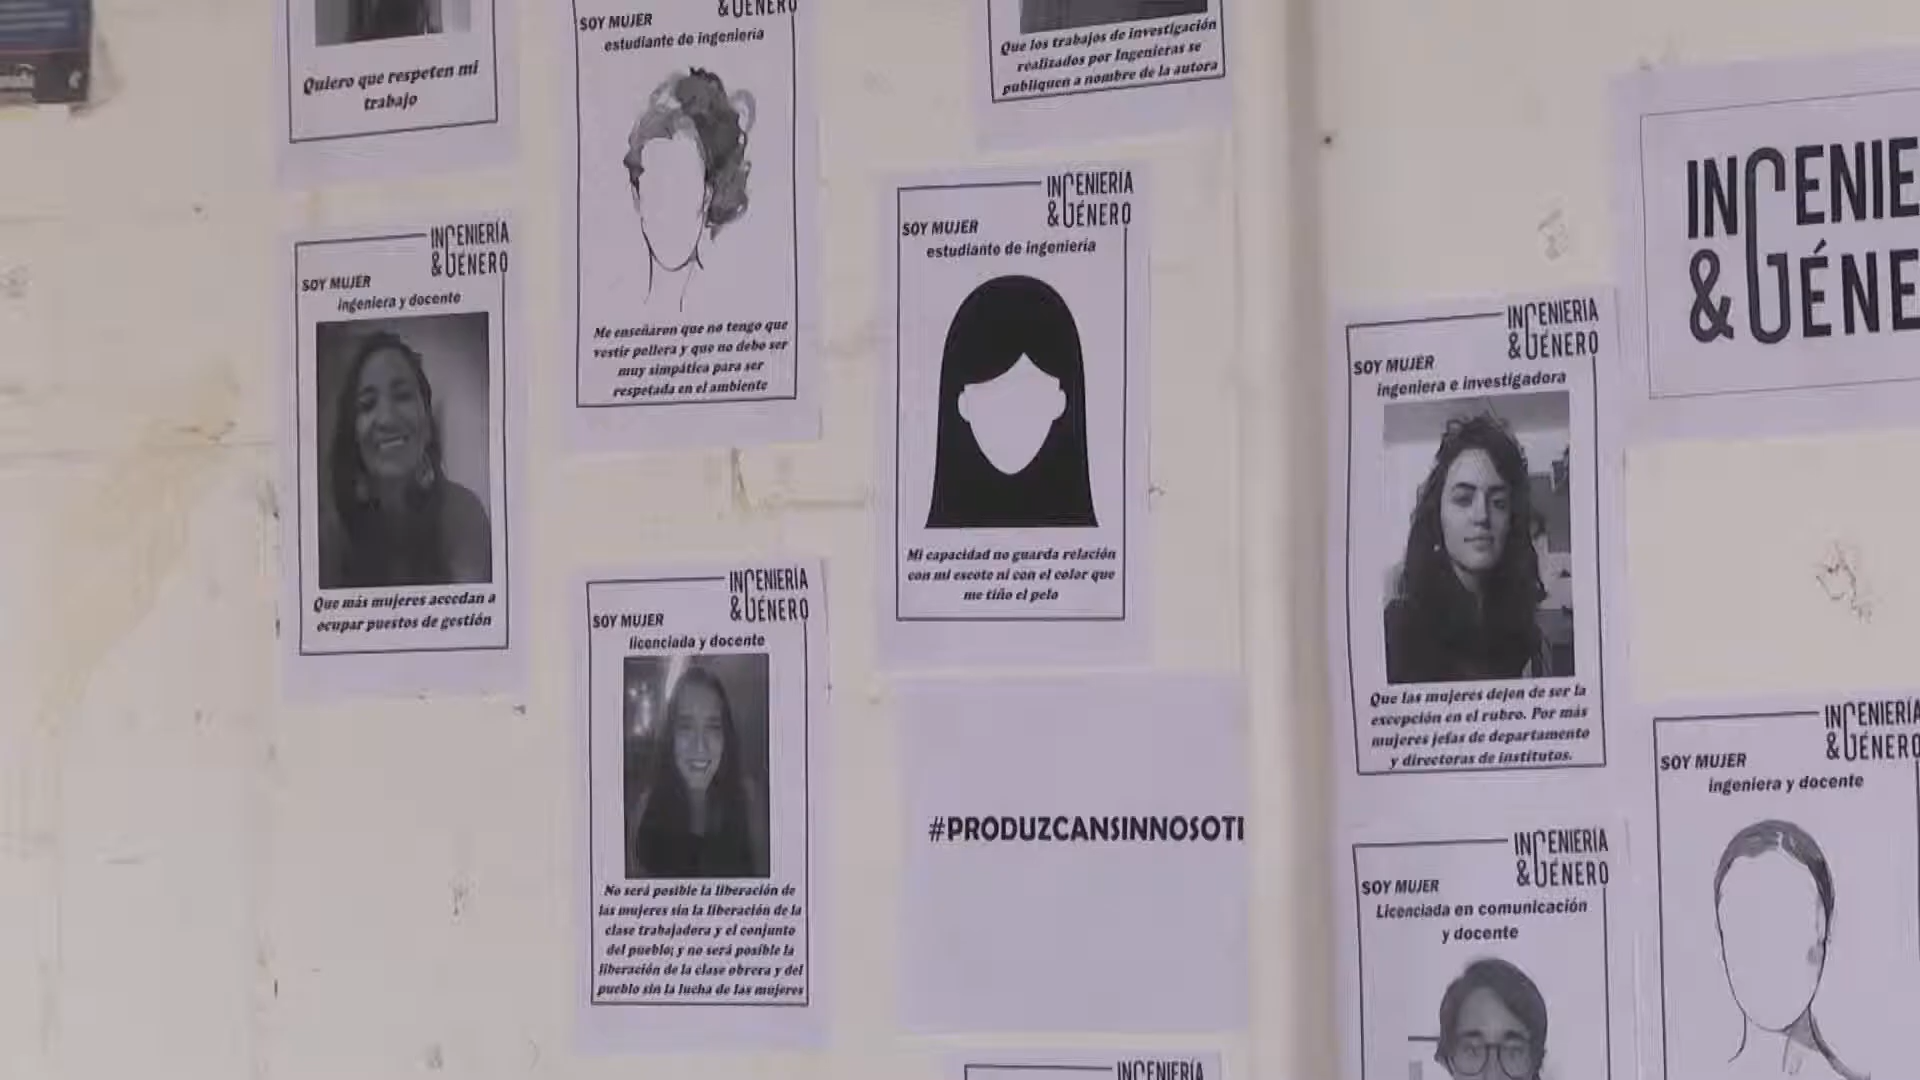 Quiero que respeten mi
trabajo
& GÉNERO
SOY MUJER
estudiante de ingeniería
Me enseñaron que no tengo que
vestir pollera y que no debo ser
muy simpática para ser
respetada en el ambiente
Que los trabajos de investigación
realizados por Ingenieras se
publiquen a nombre de la autora
INGENIERÍA
& GÉNERO
SOY MUJER
ingeniera y docente
Que más mujeres accedan a
ocupar puestos de gestión
INGENIERÍA
& GÉNERO
SOY MUJER
licenciada y docente
No será posible la liberación de
las mujeres sin la liberación de la
clase trabajadora y el conjunto
del pueblo; y no será posible la
liberación de la clase obrera y del
pueblo sin la lucha de las mujeres
INGENIERÍA
& GÉNERO
SOY MUJER
estudiante de ingeniería
Mi capacidad no guarda relación
con mi escote ni con el color que
me tiño el pelo
#PRODUZCANSINNOSOT
INGENIERÍA
INGENIERÍA
& GÉNERO
SOY MUJER
ingeniera e investigadora
Que las mujeres dejen de ser la
excepción en el rubro. Por más
mujeres jefas de departamento
y directoras de institutos.
INGENIERÍA
& GÉNERO
SOY MUJER
Licenciada en comunicación
y docente
INGENIE
& GÉNE
INGENIERÍA
& GÉNERO
SOY MUJER
ingeniera y docente